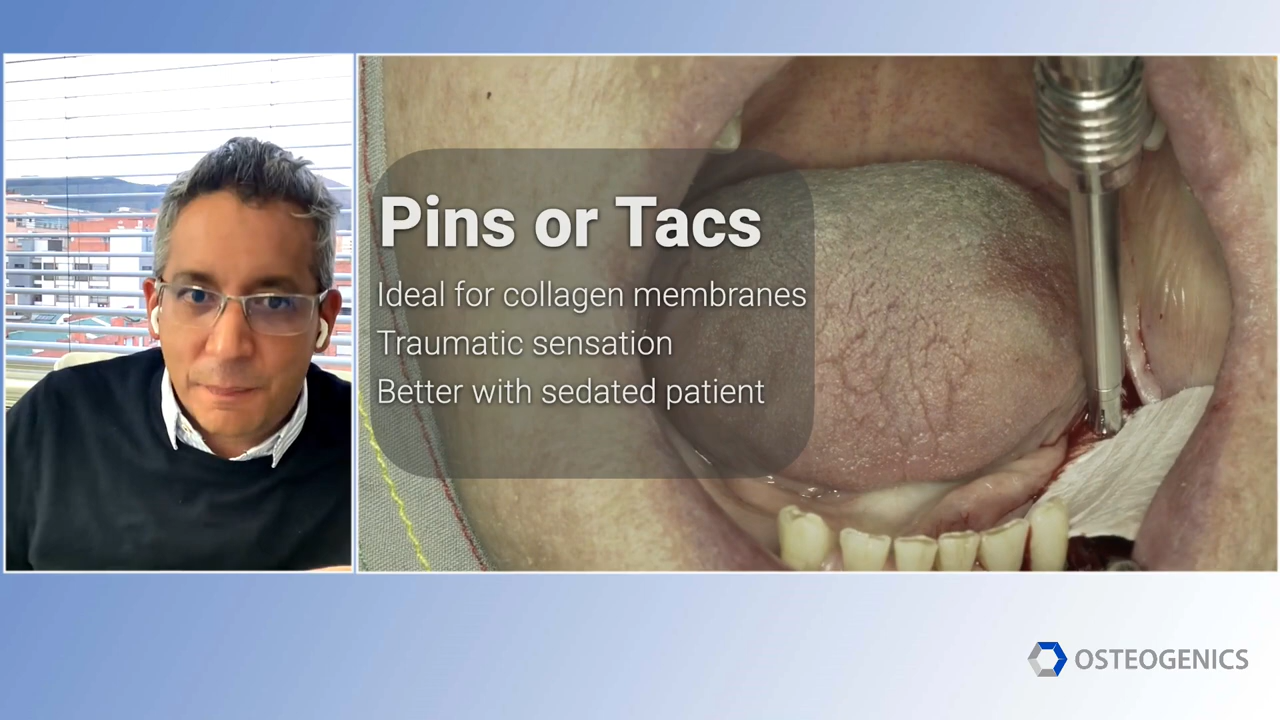 Pins or Tacs
Ideal for collagen membranes
Traumatic sensation
Better with sedated patient
OSTEOGENICS